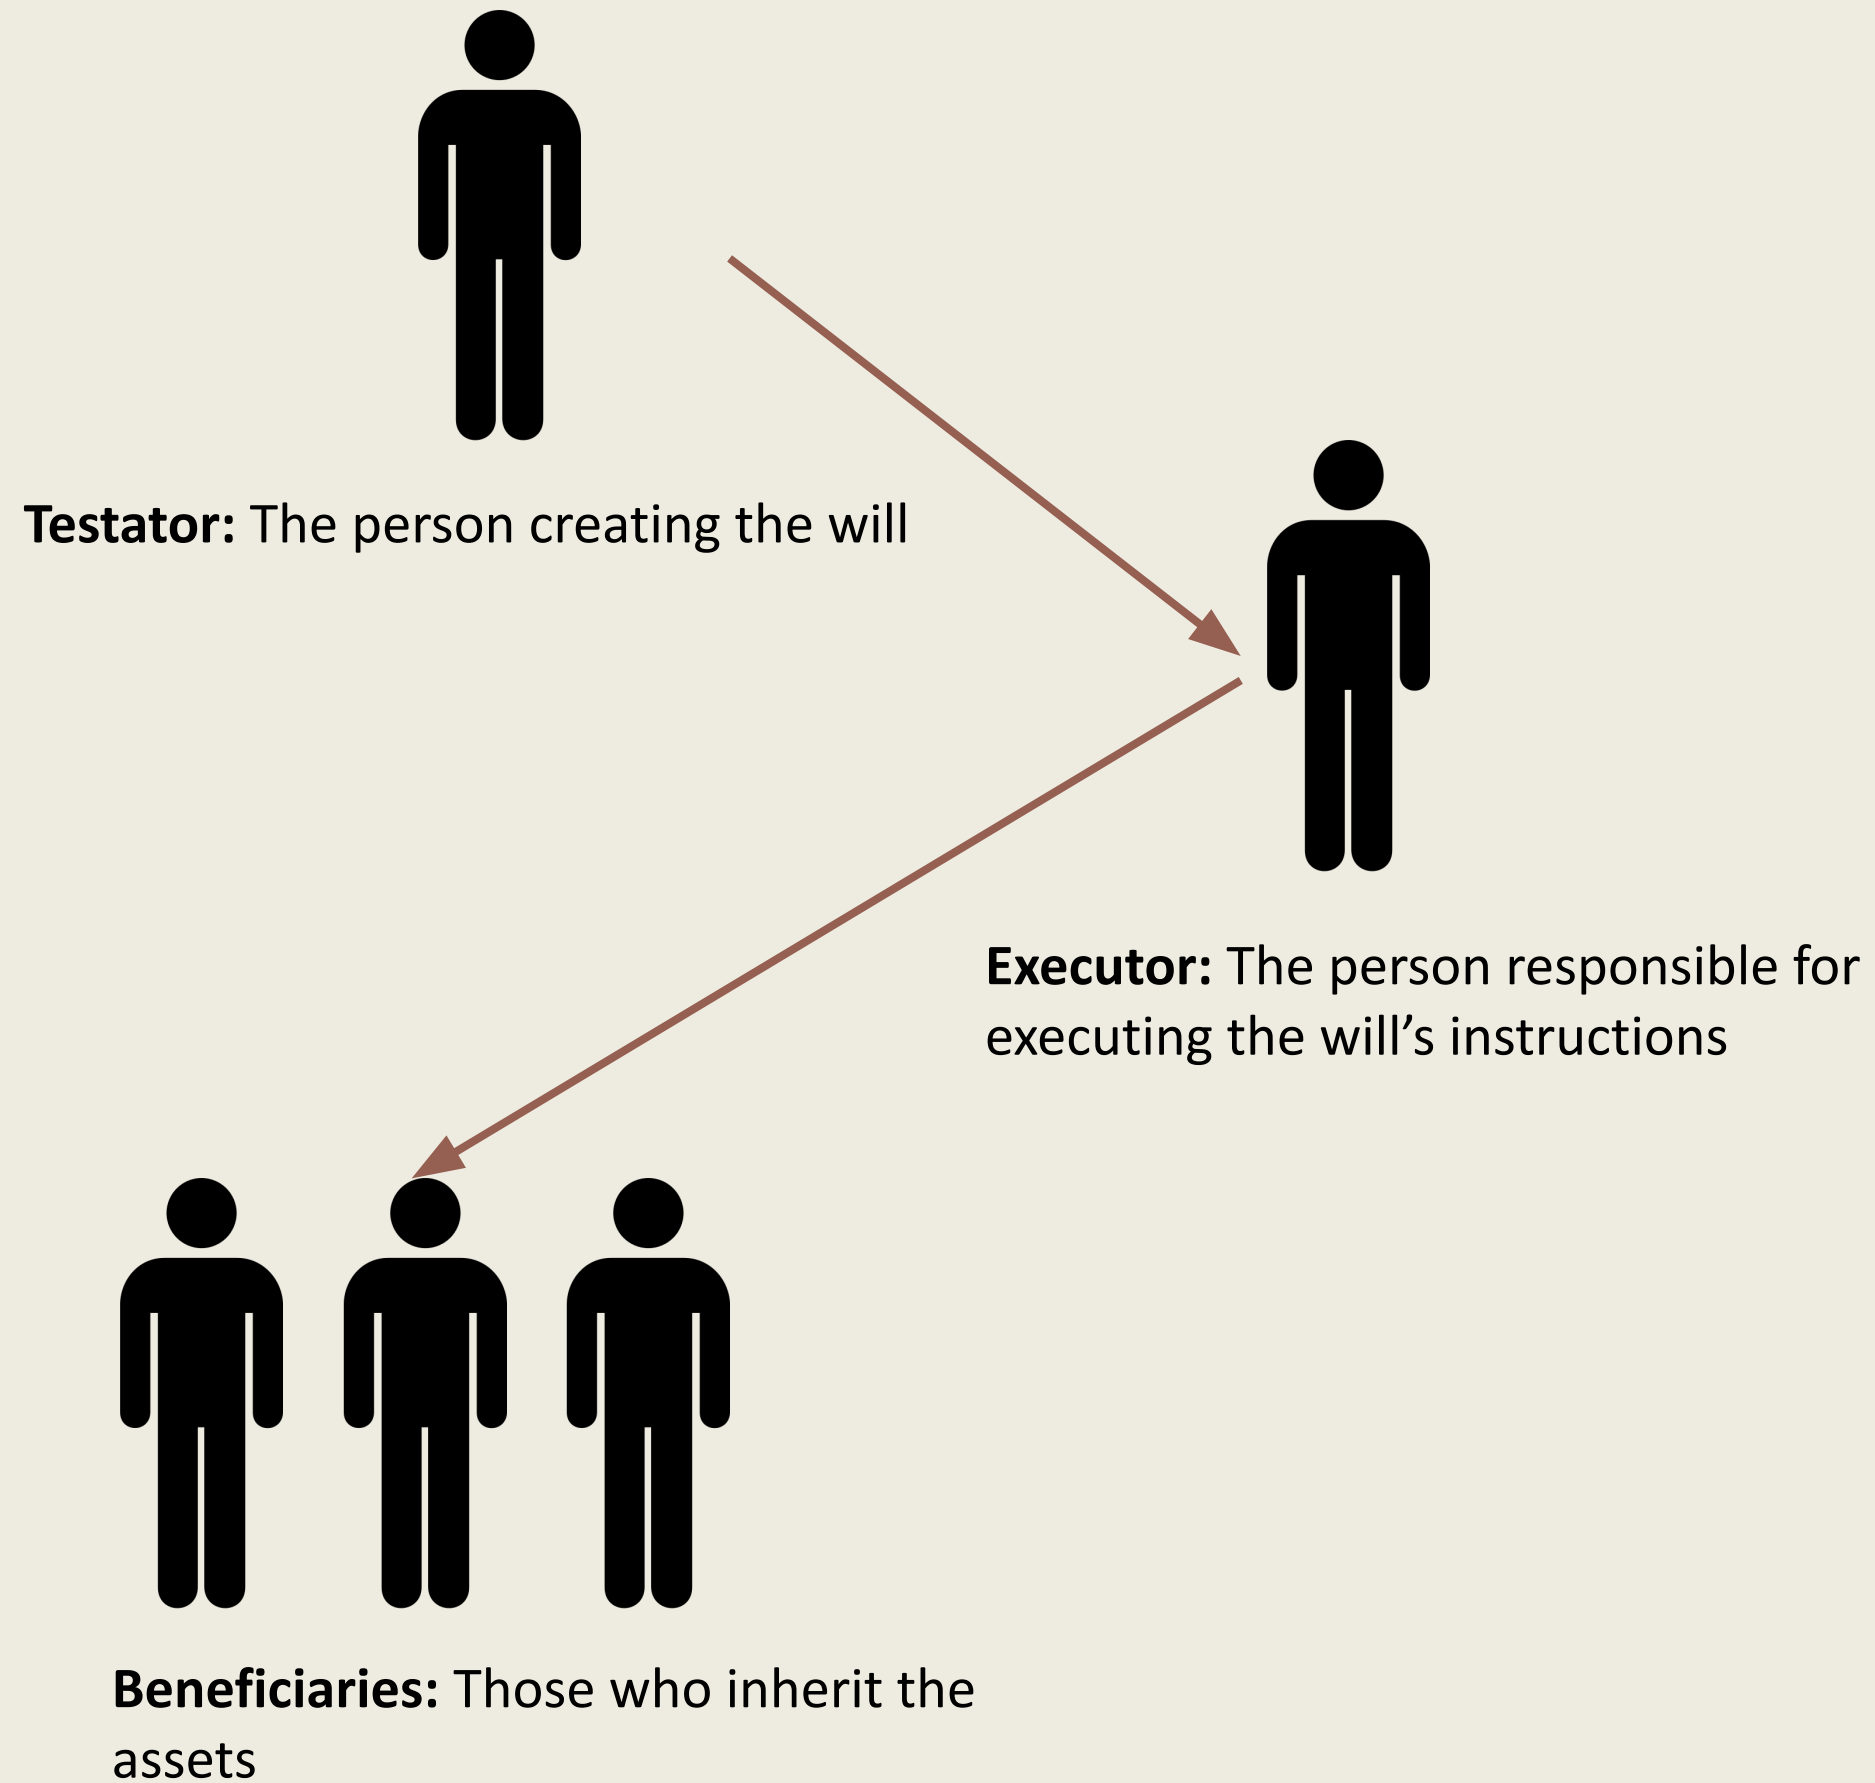 Testator: The person creating the will
Executor: The person responsible for
executing the will’s instructions
Beneficiaries: Those who inherit the
assets